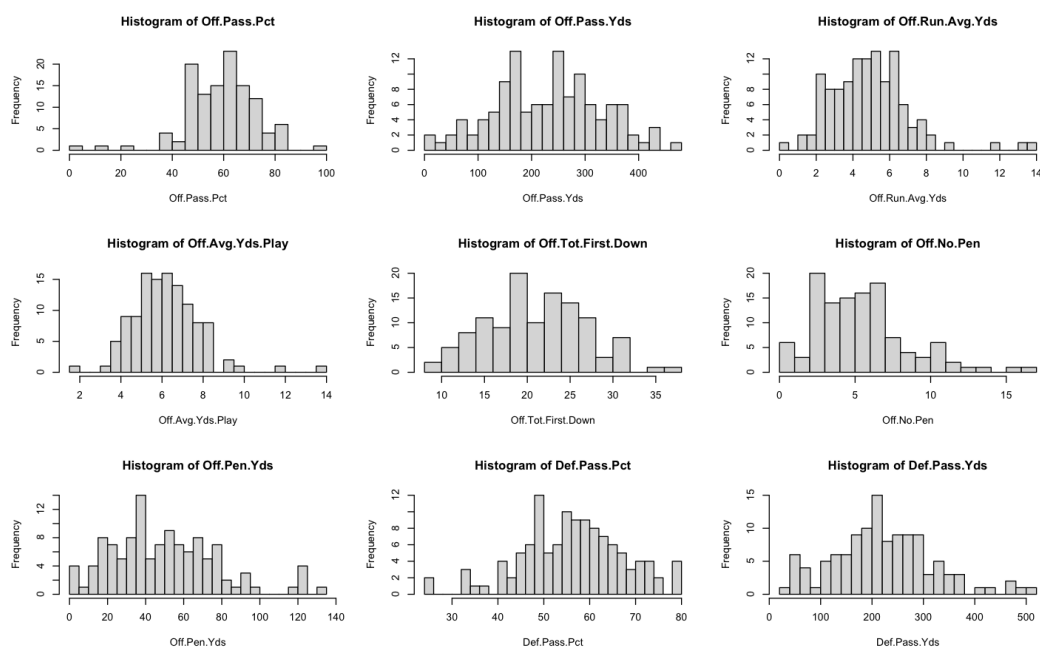 Histogram of Off.Pass.Pct
Frequency
0 5 10 15 20
0 20 40 60 80 100
Off.Pass.Pct
Histogram of Off.Pass.Yds
Frequency
0 2 4 6 8 12
0 100 200 300 400
Off.Pass.Yds
Histogram of Off.Run.Avg.Yds
Frequency
0 2 4 6 8 12
2 4 6 8 10 12 14
Off.Run.Avg.Yds
Histogram of Off.Avg.Yds.Play
Frequency
0 5 10 15
2 4 6 8 10 12 14
Off.Avg.Yds.Play
Histogram of Off.Tot.First.Down
Frequency
0 5 10 15 20
10 15 20 25 30 35
Off.Tot.First.Down
Histogram of Off.No.Pen
Frequency
0 5 10 15 20
0 5 10 15
Off.No.Pen
Histogram of Off.Pen.Yds
Frequency
0 4 8 12
0 20 40 60 80 100 120 140
Off.Pen.Yds
Histogram of Def.Pass.Pct
Frequency
0 2 4 6 8 12
30 40 50 60 70 80
Def.Pass.Pct
Histogram of Def.Pass.Yds
Frequency
0 5 10 15
0 100 200 300 400 500
Def.Pass.Yds